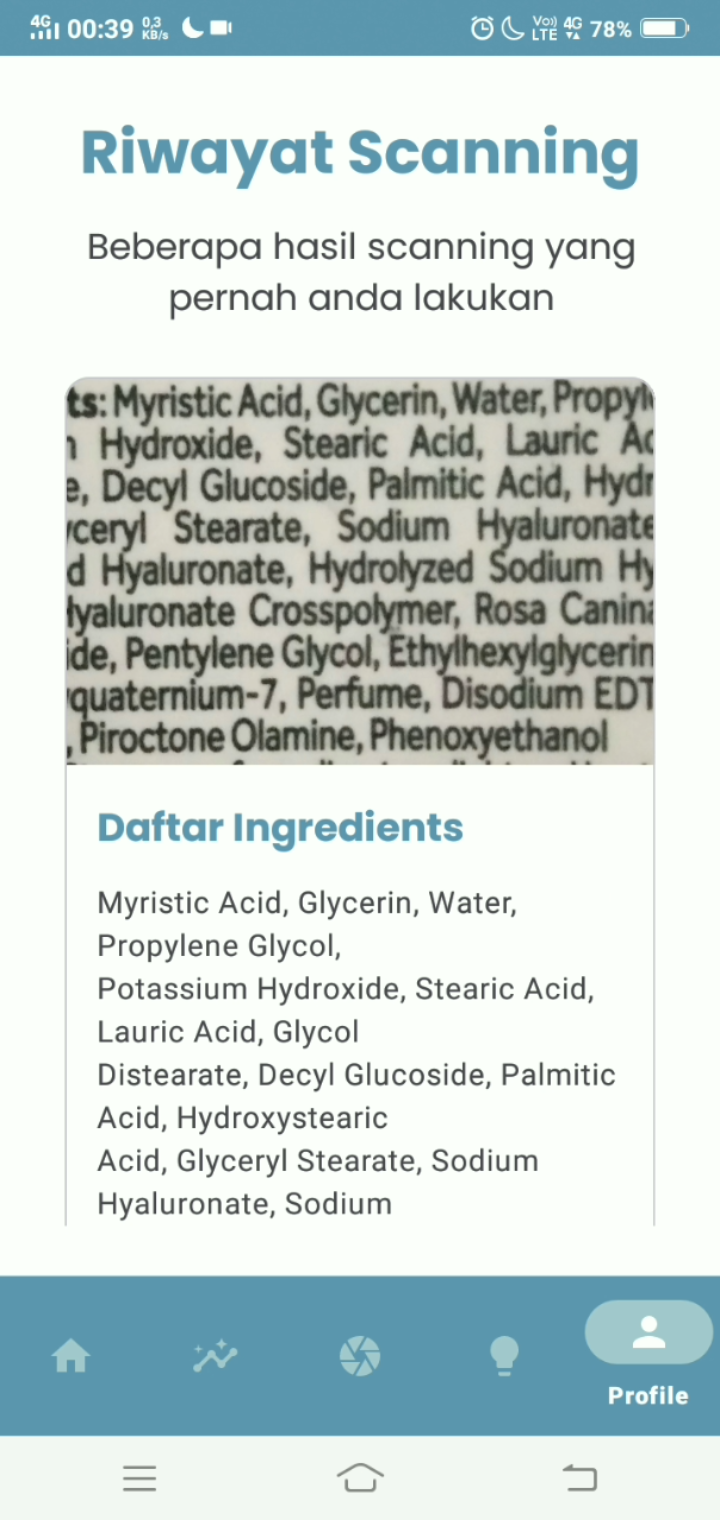 4G 00:39 0,3 KB/s Vo)) LTE 4G 78%
Riwayat Scanning
Beberapa hasil scanning yang
pernah anda lakukan
ts: Myristic Acid, Glycerin, Water, Propyl
Hydroxide, Stearic Acid, Lauric Ac
e, Decyl Glucoside, Palmitic Acid, Hydr
ceryl Stearate, Sodium Hyaluronate
d Hyaluronate, Hydrolyzed Sodium Hy
yaluronate Crosspolymer, Rosa Canina
ide, Pentylene Glycol, Ethylhexylglycerin
quaternium-7, Perfume, Disodium EDT
, Piroctone Olamine, Phenoxyethanol
Daftar Ingredients
Myristic Acid, Glycerin, Water,
Propylene Glycol,
Potassium Hydroxide, Stearic Acid,
Lauric Acid, Glycol
Distearate, Decyl Glucoside, Palmitic
Acid, Hydroxystearic
Acid, Glyceryl Stearate, Sodium
Hyaluronate, Sodium
Profile